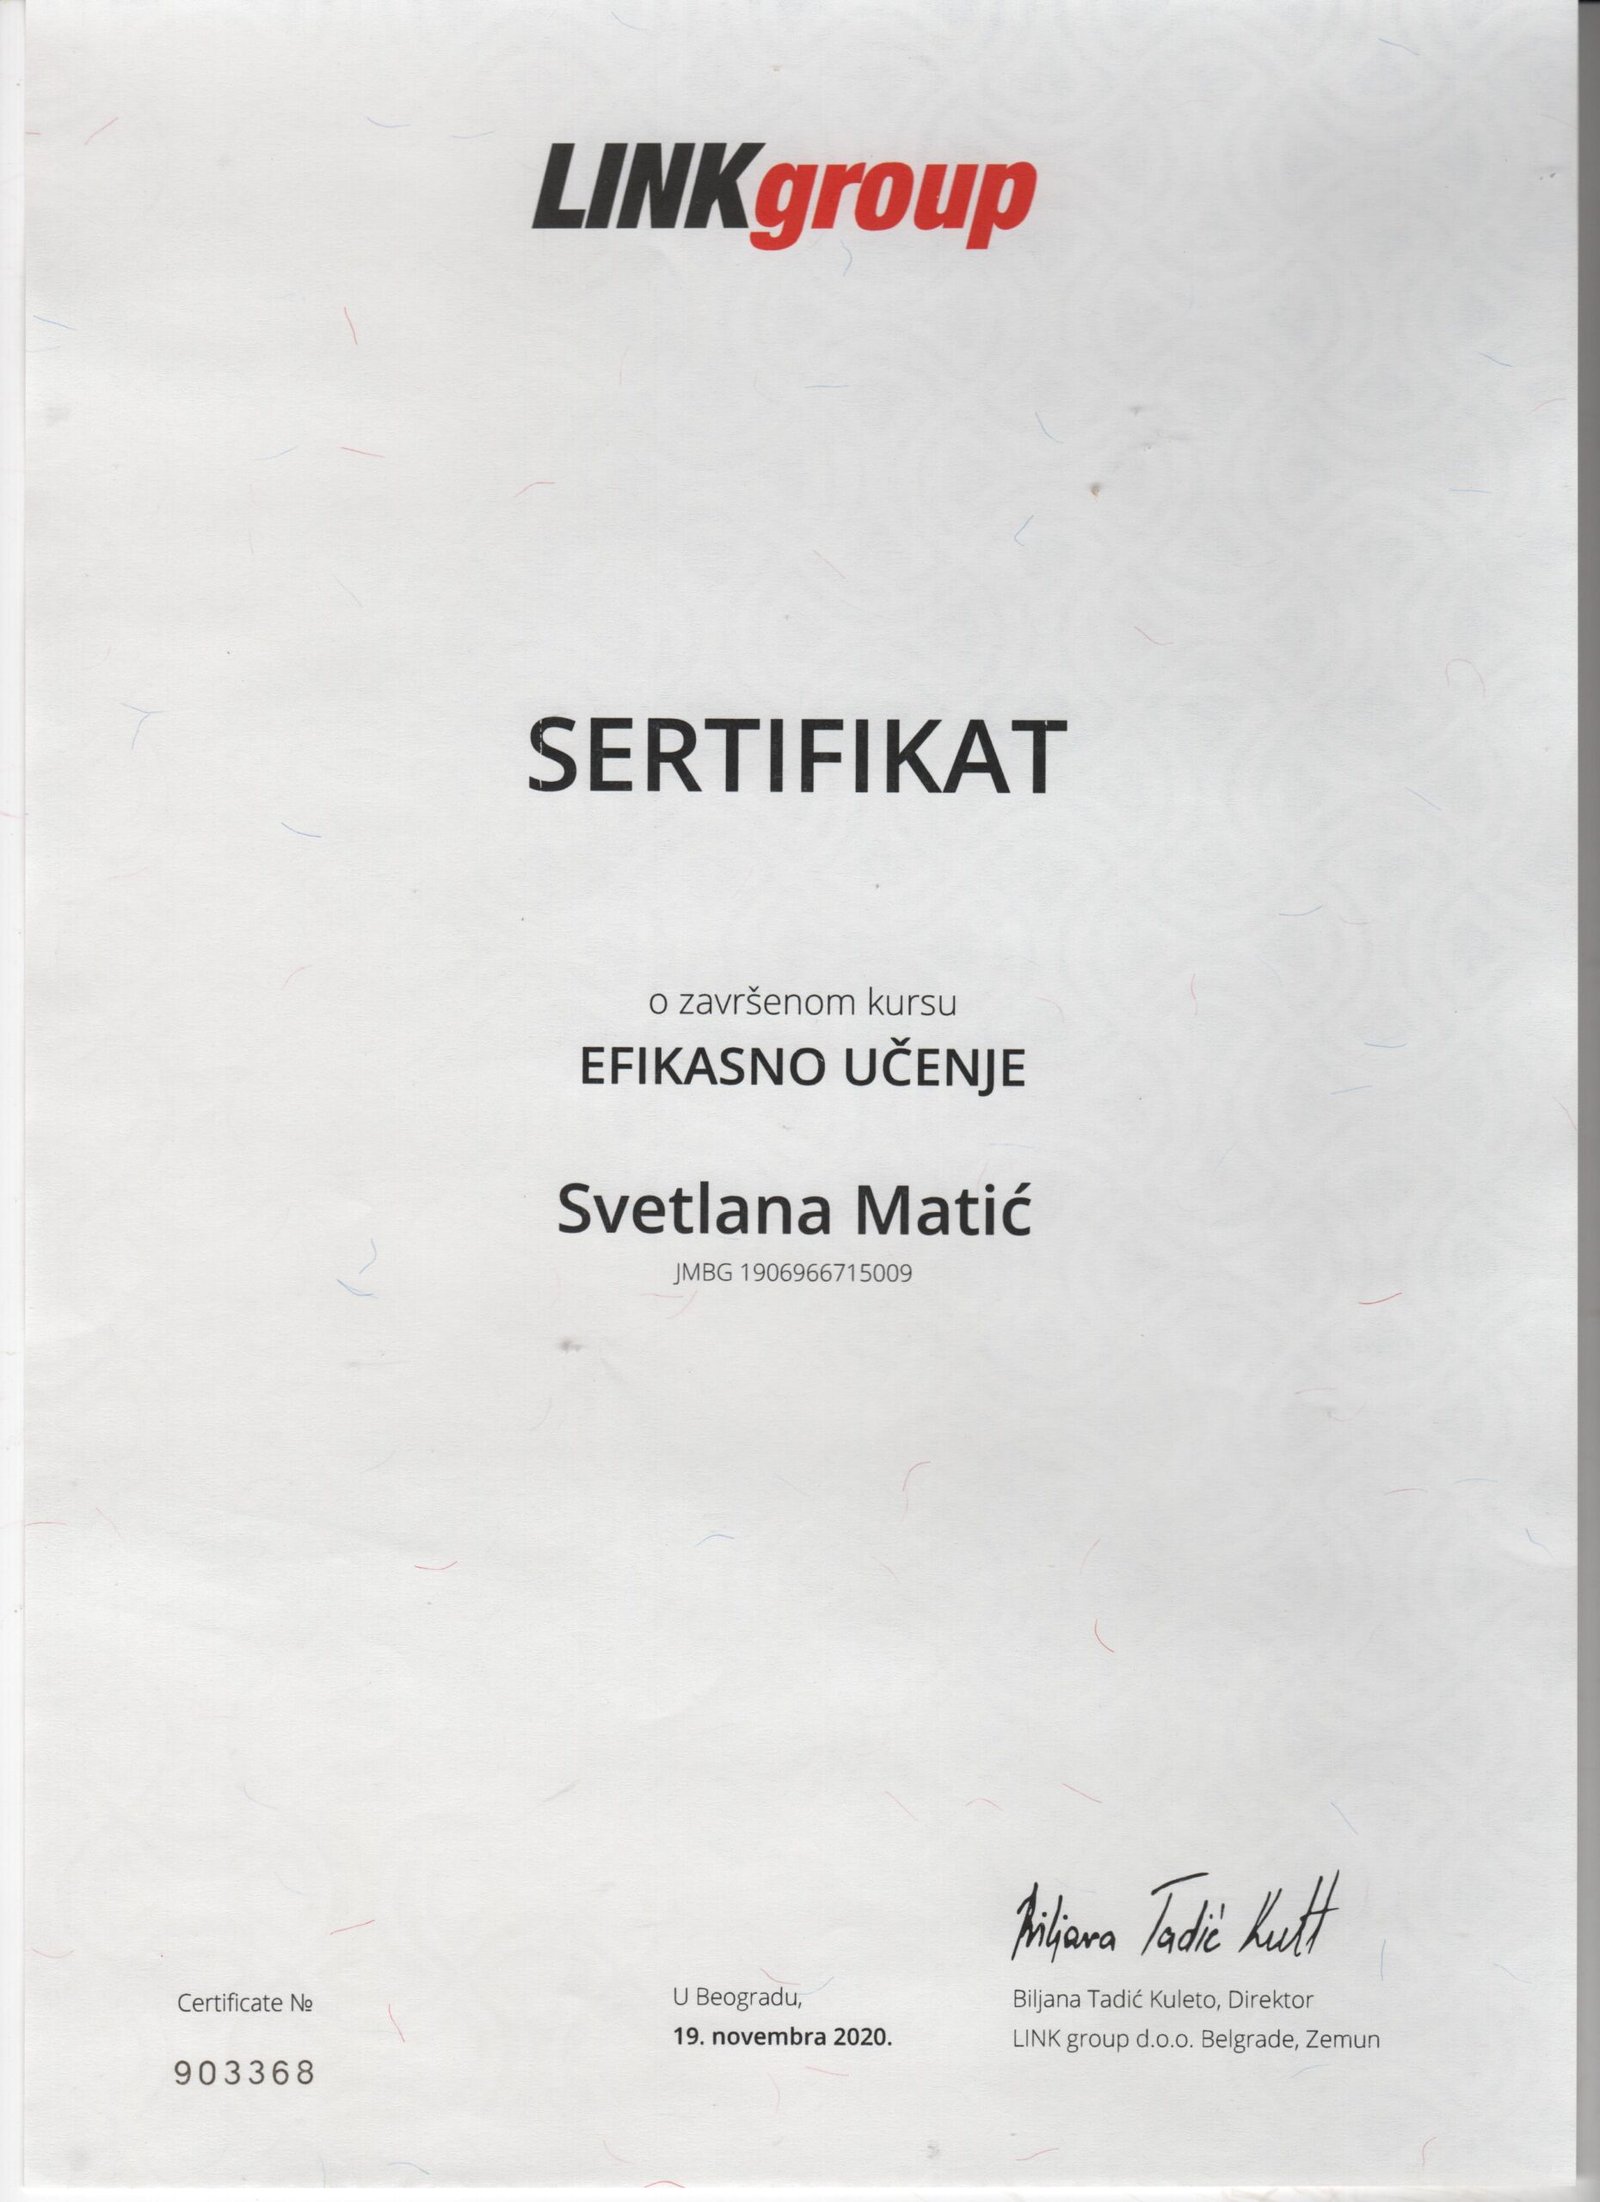 LINKgroup
SERTIFIKAT
o završenom kursu
EFIKASNO UČENJE
Svetlana Matić
JMBG 1906966715009
Biljana Tadić Kult
Certificate №
903368
U Beogradu,
19. novembra 2020.
Biljana Tadić Kuleto, Direktor
LINK group d.o.o. Belgrade, Zemun